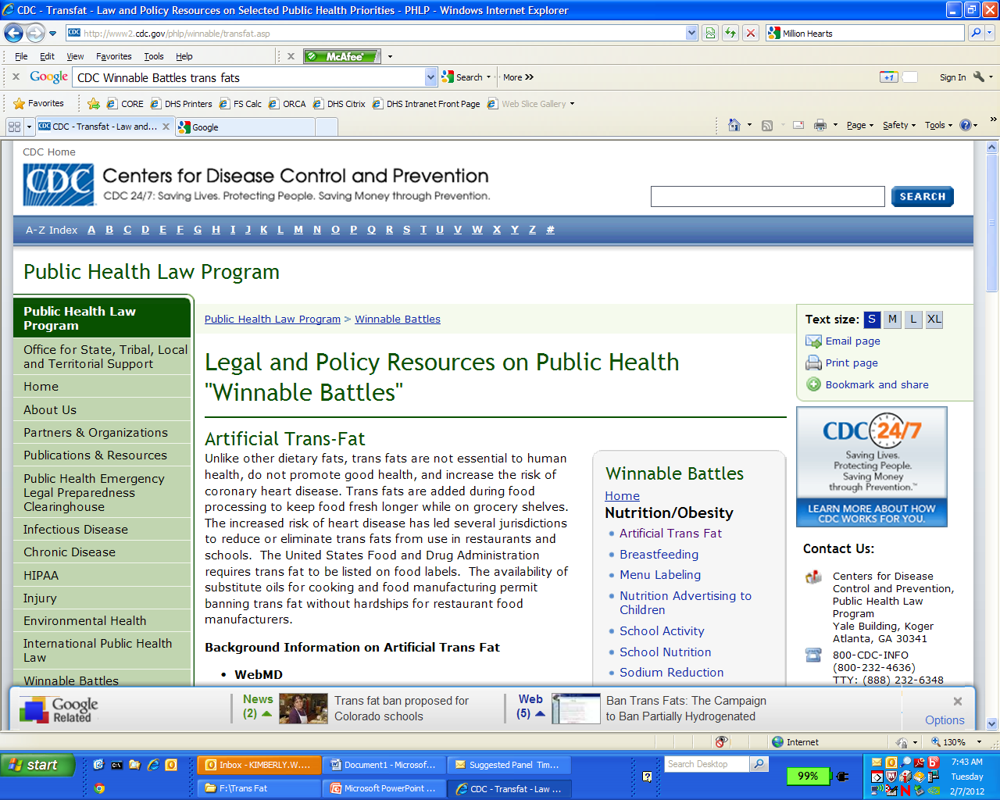 CDC - Transfat - Law and Policy Resources on Selected Public Health Priorities - PHLP - Windows Internet Explorer
http://www2.cdc.gov/phlp/winnable/transfat.asp
Million Hearts
File Edit View Favorites Tools Help
x McAfee
x Google CDC Winnable Battles trans fats Search More >> +1 Sign In
Favorites CORE DHS Printers FS Calc ORCA DHS Citrix DHS Intranet Front Page Web Slice Gallery
CDC - Transfat - Law and... Google Page Safety Tools
CDC Home
CDC Centers for Disease Control and Prevention
CDC 24/7: Saving Lives. Protecting People. Saving Money through Prevention.
SEARCH
A-Z Index A B C D E F G H I J K L M N O P Q R S T U V W X Y Z #
Public Health Law Program
Public Health Law
Program
Office for State, Tribal, Local
and Territorial Support
Home
About Us
Partners & Organizations
Publications & Resources
Public Health Emergency
Legal Preparedness
Clearinghouse
Infectious Disease
Chronic Disease
HIPAA
Injury
Environmental Health
International Public Health
Law
Winnable Battles
Public Health Law Program > Winnable Battles
Legal and Policy Resources on Public Health
"Winnable Battles"
Artificial Trans-Fat
Unlike other dietary fats, trans fats are not essential to human
health, do not promote good health, and increase the risk of
coronary heart disease. Trans fats are added during food
processing to keep food fresh longer while on grocery shelves.
The increased risk of heart disease has led several jurisdictions
to reduce or eliminate trans fats from use in restaurants and
schools. The United States Food and Drug Administration
requires trans fat to be listed on food labels. The availability of
substitute oils for cooking and food manufacturing permit
banning trans fat without hardships for restaurant food
manufacturers.
Background Information on Artificial Trans Fat
• WebMD
Winnable Battles
Home
Nutrition/Obesity
Artificial Trans Fat
Breastfeeding
Menu Labeling
Nutrition Advertising to
Children
School Activity
School Nutrition
Sodium Reduction
Text size: S M L XL
Email page
Print page
Bookmark and share
CDC 24/7
Saving Lives.
Protecting People.
Saving Money
through Prevention.™
LEARN MORE ABOUT HOW
CDC WORKS FOR YOU.
Contact Us:
Centers for Disease
Control and Prevention,
Public Health Law
Program
Yale Building, Koger
Atlanta, GA 30341
800-CDC-INFO
(800-232-4636)
TTY: (888) 232-6348
Google
Related
News
(2)
Trans fat ban proposed for
Colorado schools
Web
(5)
Ban Trans Fats: The Campaign
to Ban Partially Hydrogenated
Options
Internet 130%
start
Inbox - KIMBERLY.W.... Document1 - Microsof... Suggested Panel Tim...
F:\Trans Fat Microsoft PowerPoint ... CDC - Transfat - Law ...
Search Desktop
99%
7:43 AM
Tuesday
2/7/2012